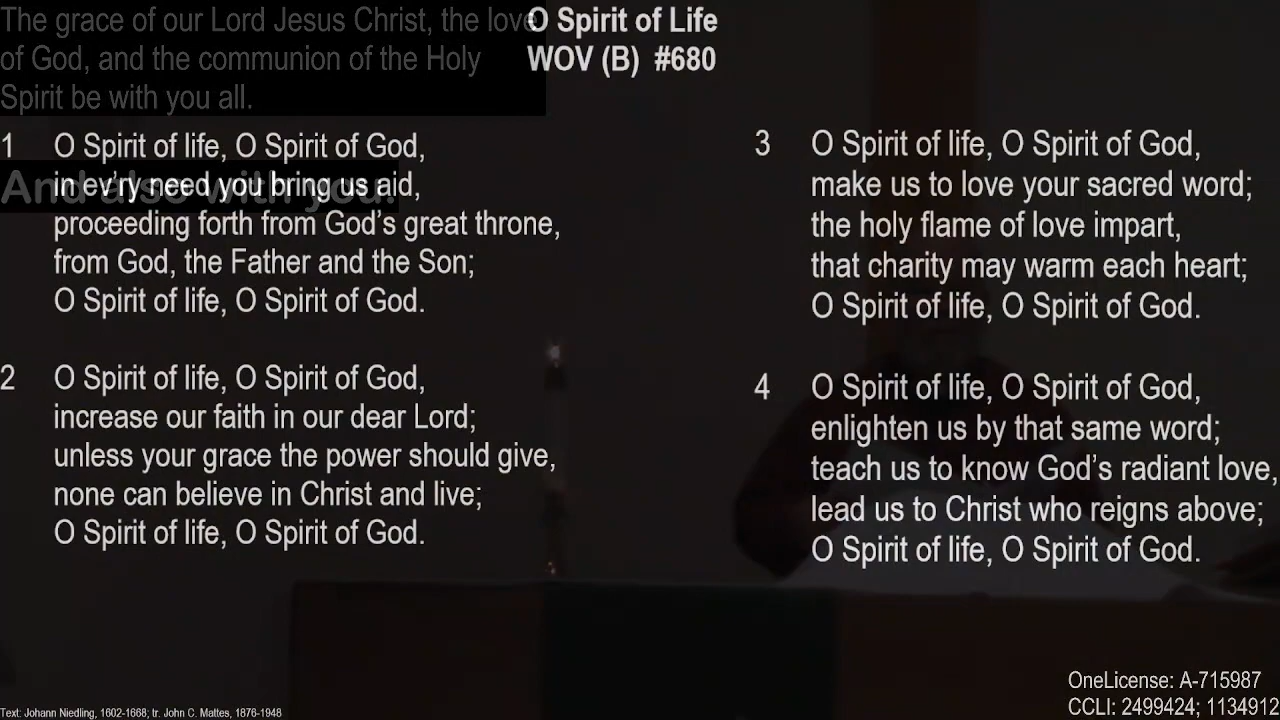 The grace of our Lord Jesus Christ, the love
of God, and the communion of the Holy
Spirit be with you all.
And also with you.
O Spirit of Life
WOV (B) #680
1 O Spirit of life, O Spirit of God,
in ev'ry need you bring us aid,
proceeding forth from God's great throne,
from God, the Father and the Son;
O Spirit of life, O Spirit of God.
2 O Spirit of life, O Spirit of God,
increase our faith in our dear Lord;
unless your grace the power should give,
none can believe in Christ and live;
O Spirit of life, O Spirit of God.
3 O Spirit of life, O Spirit of God,
make us to love your sacred word;
the holy flame of love impart,
that charity may warm each heart;
O Spirit of life, O Spirit of God.
4 O Spirit of life, O Spirit of God,
enlighten us by that same word;
teach us to know God's radiant love,
lead us to Christ who reigns above;
O Spirit of life, O Spirit of God.
Text: Johann Niedling, 1602-1668; tr. John C. Mattes, 1876-1948
OneLicense: A-715987
CCLI: 2499424; 1134912